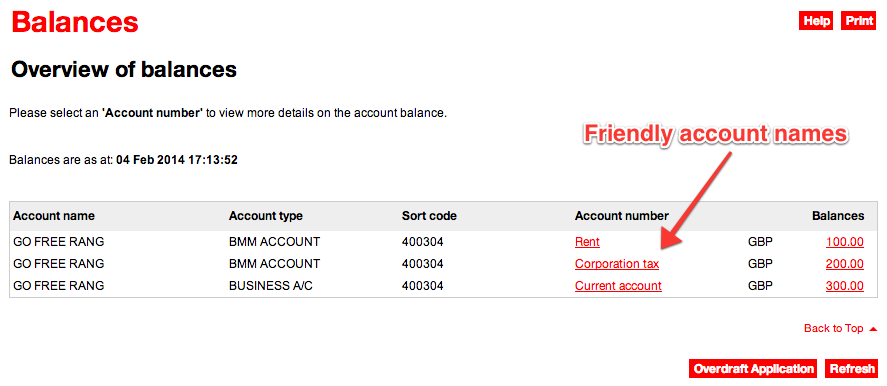 Balances
Help Print
Overview of balances
Please select an 'Account number' to view more details on the account balance.
Friendly account names
Balances are as at: 04 Feb 2014 17:13:52
Account name Account type Sort code Account number Balances
GO FREE RANG BMM ACCOUNT 400304 Rent GBP 100.00
GO FREE RANG BMM ACCOUNT 400304 Corporation tax GBP 200.00
GO FREE RANG BUSINESS A/C 400304 Current account GBP 300.00
Back to Top
Overdraft Application Refresh